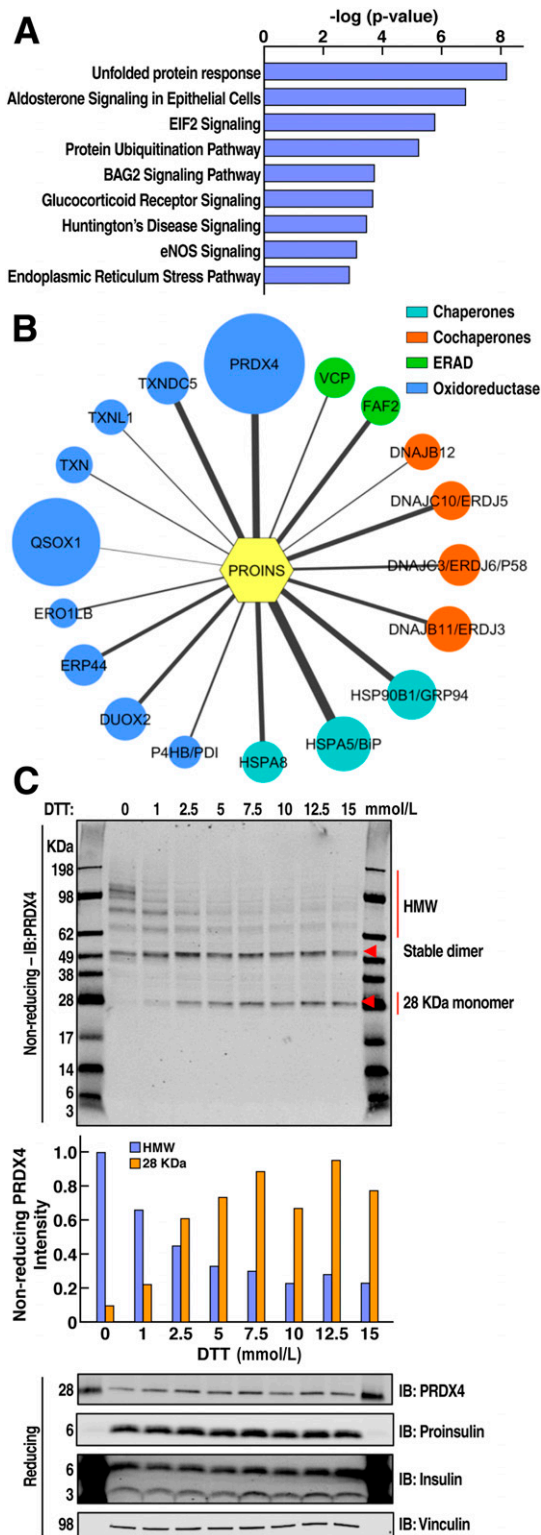 A
-log (p-value)
0 2 4 6 8
Unfolded protein response
Aldosterone Signaling in Epithelial Cells
EIF2 Signaling
Protein Ubiquitination Pathway
BAG2 Signaling Pathway
Glucocorticoid Receptor Signaling
Huntington's Disease Signaling
eNOS Signaling
Endoplasmic Reticulum Stress Pathway
B
Chaperones
Cochaperones
ERAD
Oxidoreductase
PRDX4
VCP
TXNDC5
FAF2
TXNL1
DNAJB12
TXN
DNAJC10/ERDJ5
QSOX1
PROINS
DNAJC3/ERDJ6/P58
ERO1LB
DNAJB11/ERDJ3
ERP44
HSP90B1/GRP94
DUOX2
HSPA5/BiP
P4HB/PDI
HSPA8
C
DTT: 0 1 2.5 5 7.5 10 12.5 15 mmol/L
KDa
198
98
62
49
38
28
17
14
6
3
Non-reducing – IB:PRDX4
HMW
Stable dimer
28 KDa monomer
Non-reducing PRDX4
Intensity
1.0
0.8
0.6
0.4
0.2
0
HMW
28 KDa
0 1 2.5 5 7.5 10 12.5 15
DTT (mmol/L)
Reducing
28 IB: PRDX4
6 IB: Proinsulin
6 IB: Insulin
3
98 IB: Vinculin